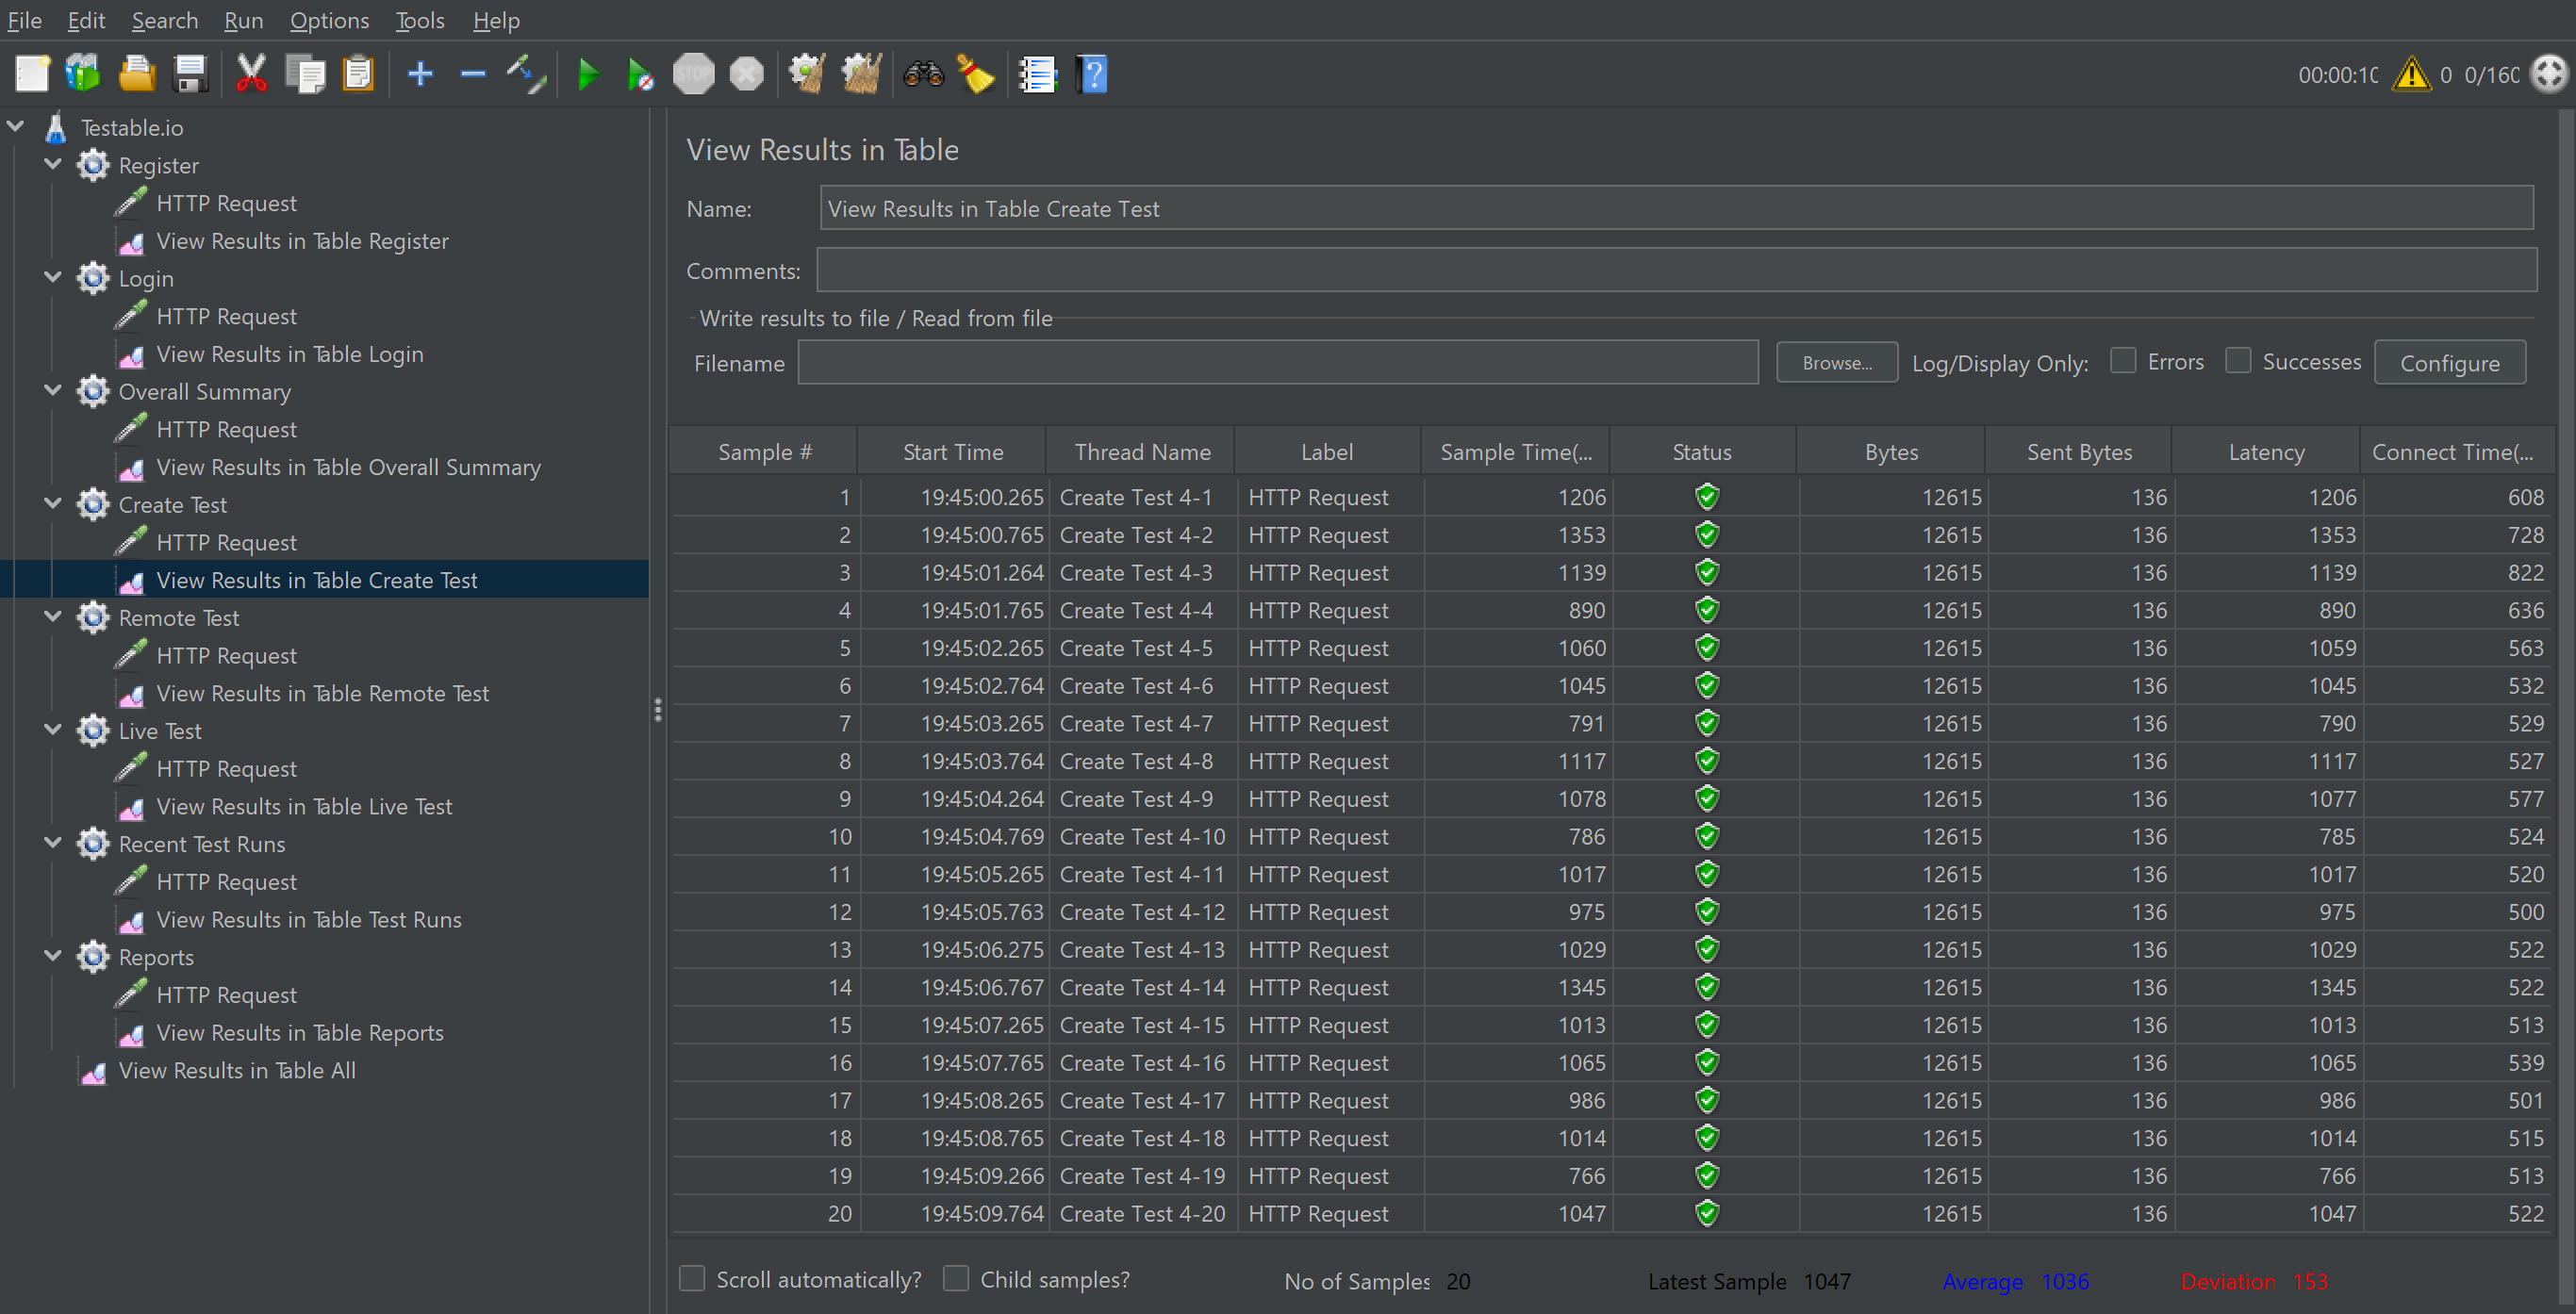 File Edit Search Run Options Tools Help
STOP
00:00:10 0 0/160
Testable.io
Register
HTTP Request
View Results in Table Register
Login
HTTP Request
View Results in Table Login
Overall Summary
HTTP Request
View Results in Table Overall Summary
Create Test
HTTP Request
View Results in Table Create Test
Remote Test
HTTP Request
View Results in Table Remote Test
Live Test
HTTP Request
View Results in Table Live Test
Recent Test Runs
HTTP Request
View Results in Table Test Runs
Reports
HTTP Request
View Results in Table Reports
View Results in Table All
View Results in Table
Name: View Results in Table Create Test
Comments:
Write results to file / Read from file
Filename Browse... Log/Display Only: Errors Successes Configure
Sample # Start Time Thread Name Label Sample Time(... Status Bytes Sent Bytes Latency Connect Time(...
1 19:45:00.265 Create Test 4-1 HTTP Request 1206 12615 136 1206 608
2 19:45:00.765 Create Test 4-2 HTTP Request 1353 12615 136 1353 728
3 19:45:01.264 Create Test 4-3 HTTP Request 1139 12615 136 1139 822
4 19:45:01.765 Create Test 4-4 HTTP Request 890 12615 136 890 636
5 19:45:02.265 Create Test 4-5 HTTP Request 1060 12615 136 1059 563
6 19:45:02.764 Create Test 4-6 HTTP Request 1045 12615 136 1045 532
7 19:45:03.265 Create Test 4-7 HTTP Request 791 12615 136 790 529
8 19:45:03.764 Create Test 4-8 HTTP Request 1117 12615 136 1117 527
9 19:45:04.264 Create Test 4-9 HTTP Request 1078 12615 136 1077 577
10 19:45:04.769 Create Test 4-10 HTTP Request 786 12615 136 785 524
11 19:45:05.265 Create Test 4-11 HTTP Request 1017 12615 136 1017 520
12 19:45:05.763 Create Test 4-12 HTTP Request 975 12615 136 975 500
13 19:45:06.275 Create Test 4-13 HTTP Request 1029 12615 136 1029 522
14 19:45:06.767 Create Test 4-14 HTTP Request 1345 12615 136 1345 522
15 19:45:07.265 Create Test 4-15 HTTP Request 1013 12615 136 1013 513
16 19:45:07.765 Create Test 4-16 HTTP Request 1065 12615 136 1065 539
17 19:45:08.265 Create Test 4-17 HTTP Request 986 12615 136 986 501
18 19:45:08.765 Create Test 4-18 HTTP Request 1014 12615 136 1014 515
19 19:45:09.266 Create Test 4-19 HTTP Request 766 12615 136 766 513
20 19:45:09.764 Create Test 4-20 HTTP Request 1047 12615 136 1047 522
Scroll automatically? Child samples? No of Samples 20 Latest Sample 1047 Average 1036 Deviation 153